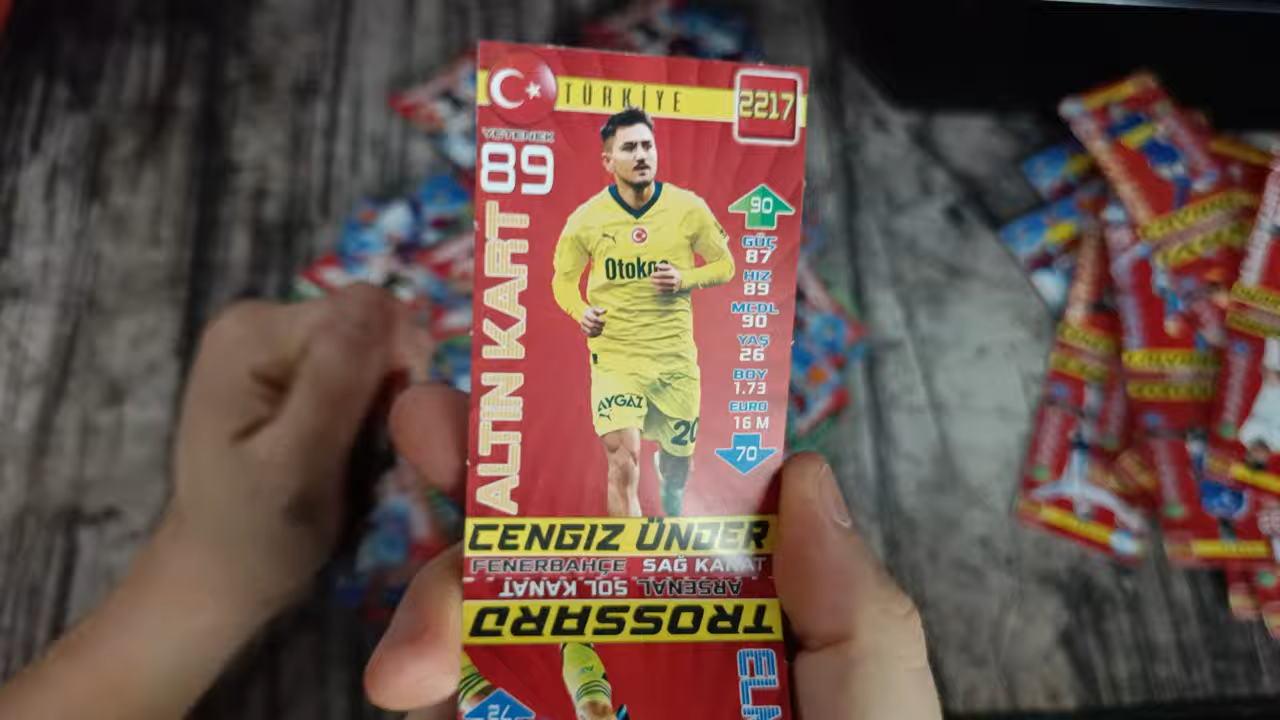 TÜRKİYE
2217
YETENEK
89
ALTIN KART
90
GÜÇ
87
HIZ
89
MCDL
90
YAŞ
26
BOY
1.73
EURO
16 M
70
Otokoç
AYGAZ
20
CENGIZ ÜNDER
FENERBAHÇE SAĞ KANAT
ARSENAL SOL KANAT
TROSSARD